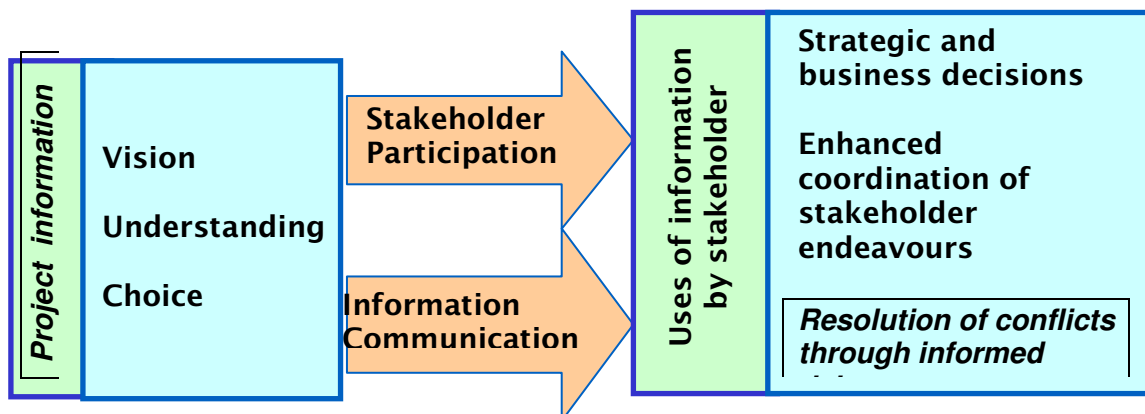 Project information
Vision
Understanding
Choice
Stakeholder
Participation
Information
Communication
Uses of information
by stakeholder
Strategic and
business decisions
Enhanced
coordination of
stakeholder
endeavours
Resolution of conflicts
through informed